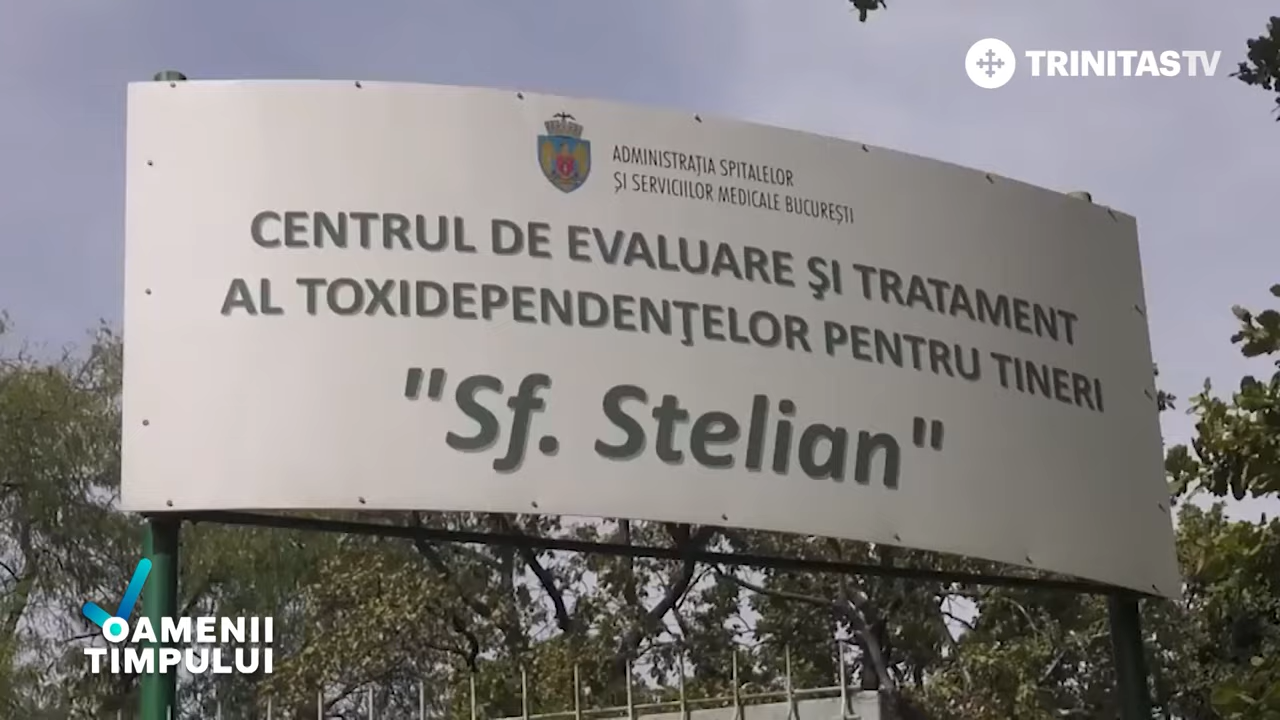 TRINITASTV
ADMINISTRAȚIA SPITALELOR
ȘI SERVICIILOR MEDICALE BUCUREȘTI
CENTRUL DE EVALUARE ŞI TRATAMENT
AL TOXIDEPENDENŢELOR PENTRU TINERI
"Sf. Stelian"
OAMENII
TIMPULUI